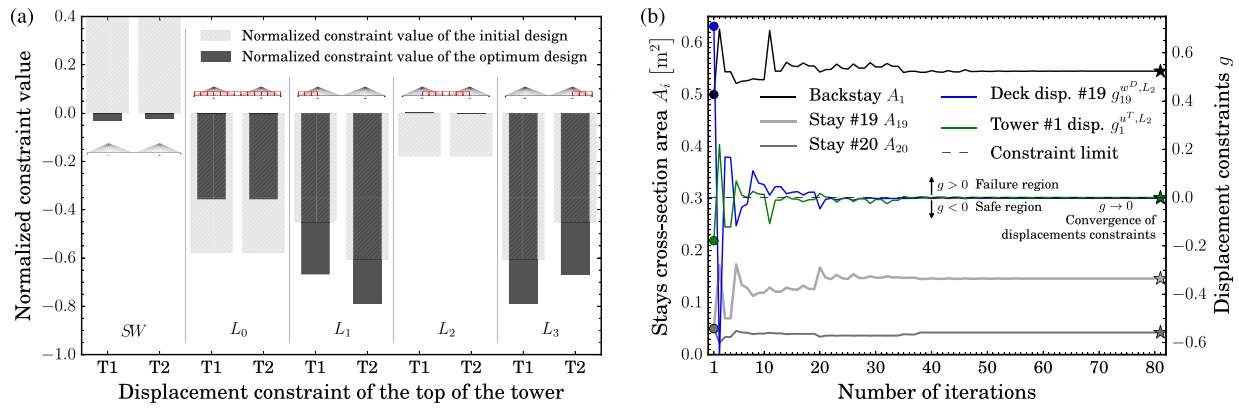 (a)
Normalized constraint value
0.4
0.2
0.0
−0.2
−0.4
−0.6
−0.8
−1.0
Normalized constraint value of the initial design
Normalized constraint value of the optimum design
SW
L₀
L₁
L₂
L₃
T1 T2 T1 T2 T1 T2 T1 T2 T1 T2
Displacement constraint of the top of the tower
(b)
Stays cross-section area Aᵢ [m²]
0.6
0.5
0.4
0.3
0.2
0.1
0.0
Backstay A₁
Stay #19 A₁₉
Stay #20 A₂₀
Deck disp. #19 g₁₉^{w^D,L₂}
Tower #1 disp. g₁^{u^T,L₂}
Constraint limit
g > 0 Failure region
g < 0 Safe region
g → 0
Convergence of
displacements constraints
0.6
0.4
0.2
0.0
−0.2
−0.4
−0.6
Displacement constraints g
1 10 20 30 40 50 60 70 80
Number of iterations